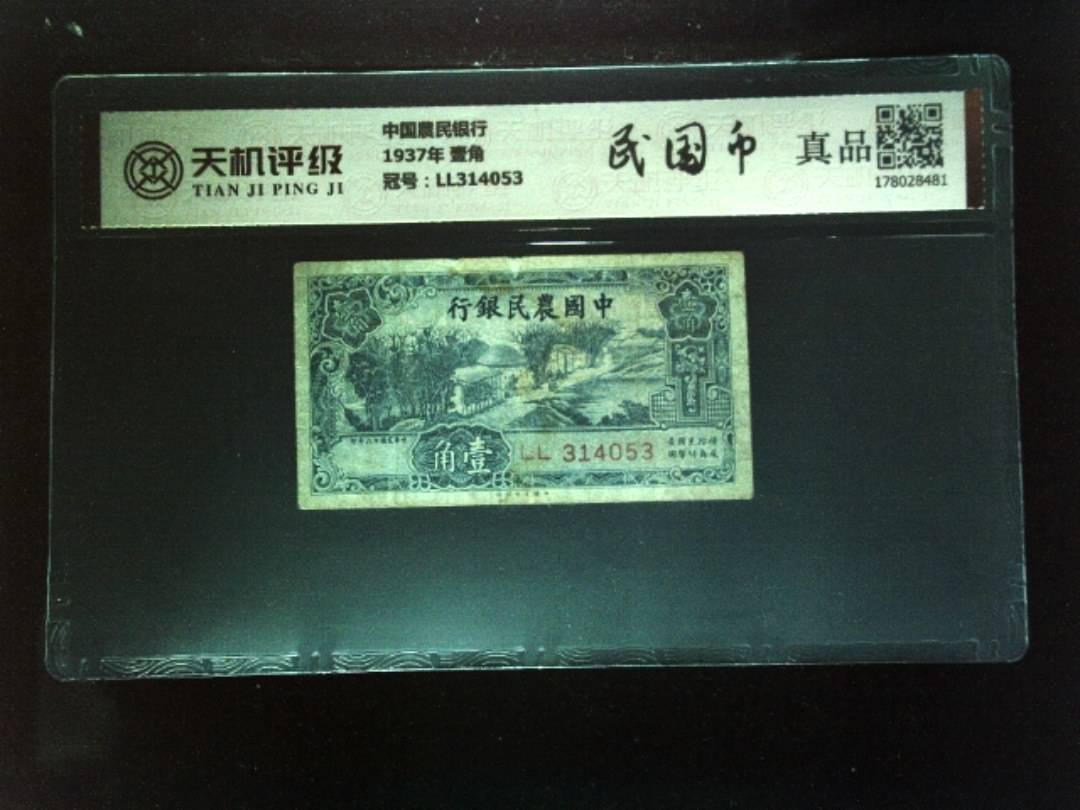 天机评级
TIAN JI PING JI
中国農民银行
1937年 壹角
冠号：LL314053
民国币
真品
178028481
行銀民農國中
壹
壹
角壹
LL 314053